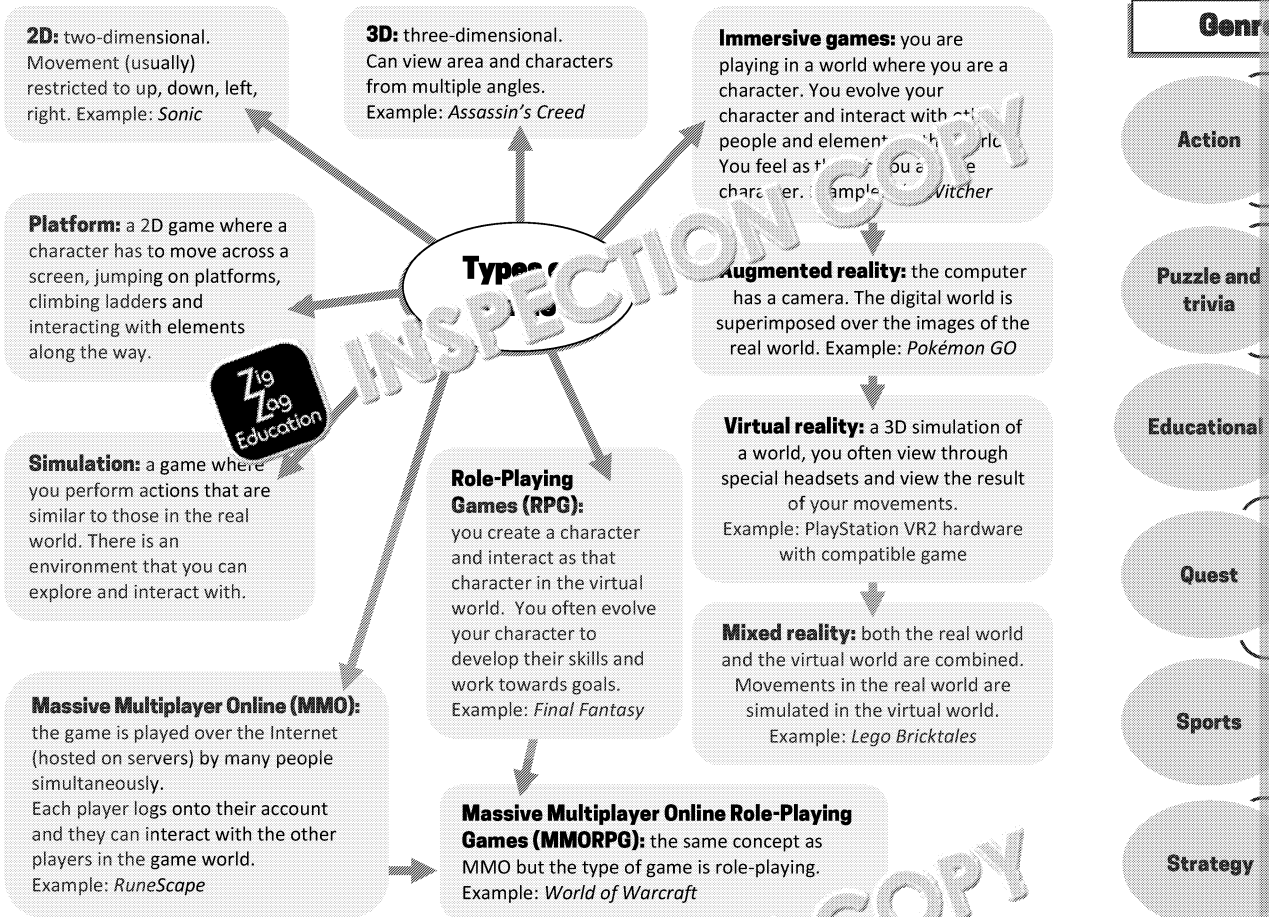 2D: two-dimensional.
Movement (usually)
restricted to up, down, left,
right. Example: Sonic
3D: three-dimensional.
Can view area and characters
from multiple angles.
Example: Assassin's Creed
Immersive games: you are
playing in a world where you are a
character. You evolve your
character and interact with
people and
You feel as
Platform: a 2D game where a
character has to move across a
screen, jumping on platforms,
climbing ladders and
interacting with elements
along the way.
Types
Augmented reality: the computer
has a camera. The digital world is
superimposed over the images of the
real world. Example: Pokémon GO
Zig
Zag
Education
INSPECTION COPY
Simulation: a game where
you perform actions that are
similar to those in the real
world. There is an
environment that you can
explore and interact with.
Role-Playing
Games (RPG):
you create a character
and interact as that
character in the virtual
world. You often evolve
your character to
develop their skills and
work towards goals.
Example: Final Fantasy
Virtual reality: a 3D simulation of
a world, you often view through
special headsets and view the result
of your movements.
Example: PlayStation VR2 hardware
with compatible game
Mixed reality: both the real world
and the virtual world are combined.
Movements in the real world are
simulated in the virtual world.
Example: Lego Bricktales
Massive Multiplayer Online (MMO):
the game is played over the Internet
(hosted on servers) by many people
simultaneously.
Each player logs onto their account
and they can interact with the other
players in the game world.
Example: RuneScape
Massive Multiplayer Online Role-Playing
Games (MMORPG): the same concept as
MMO but the type of game is role-playing.
Example: World of Warcraft
COPY
Genr
Action
Puzzle and
trivia
Educational
Quest
Sports
Strategy